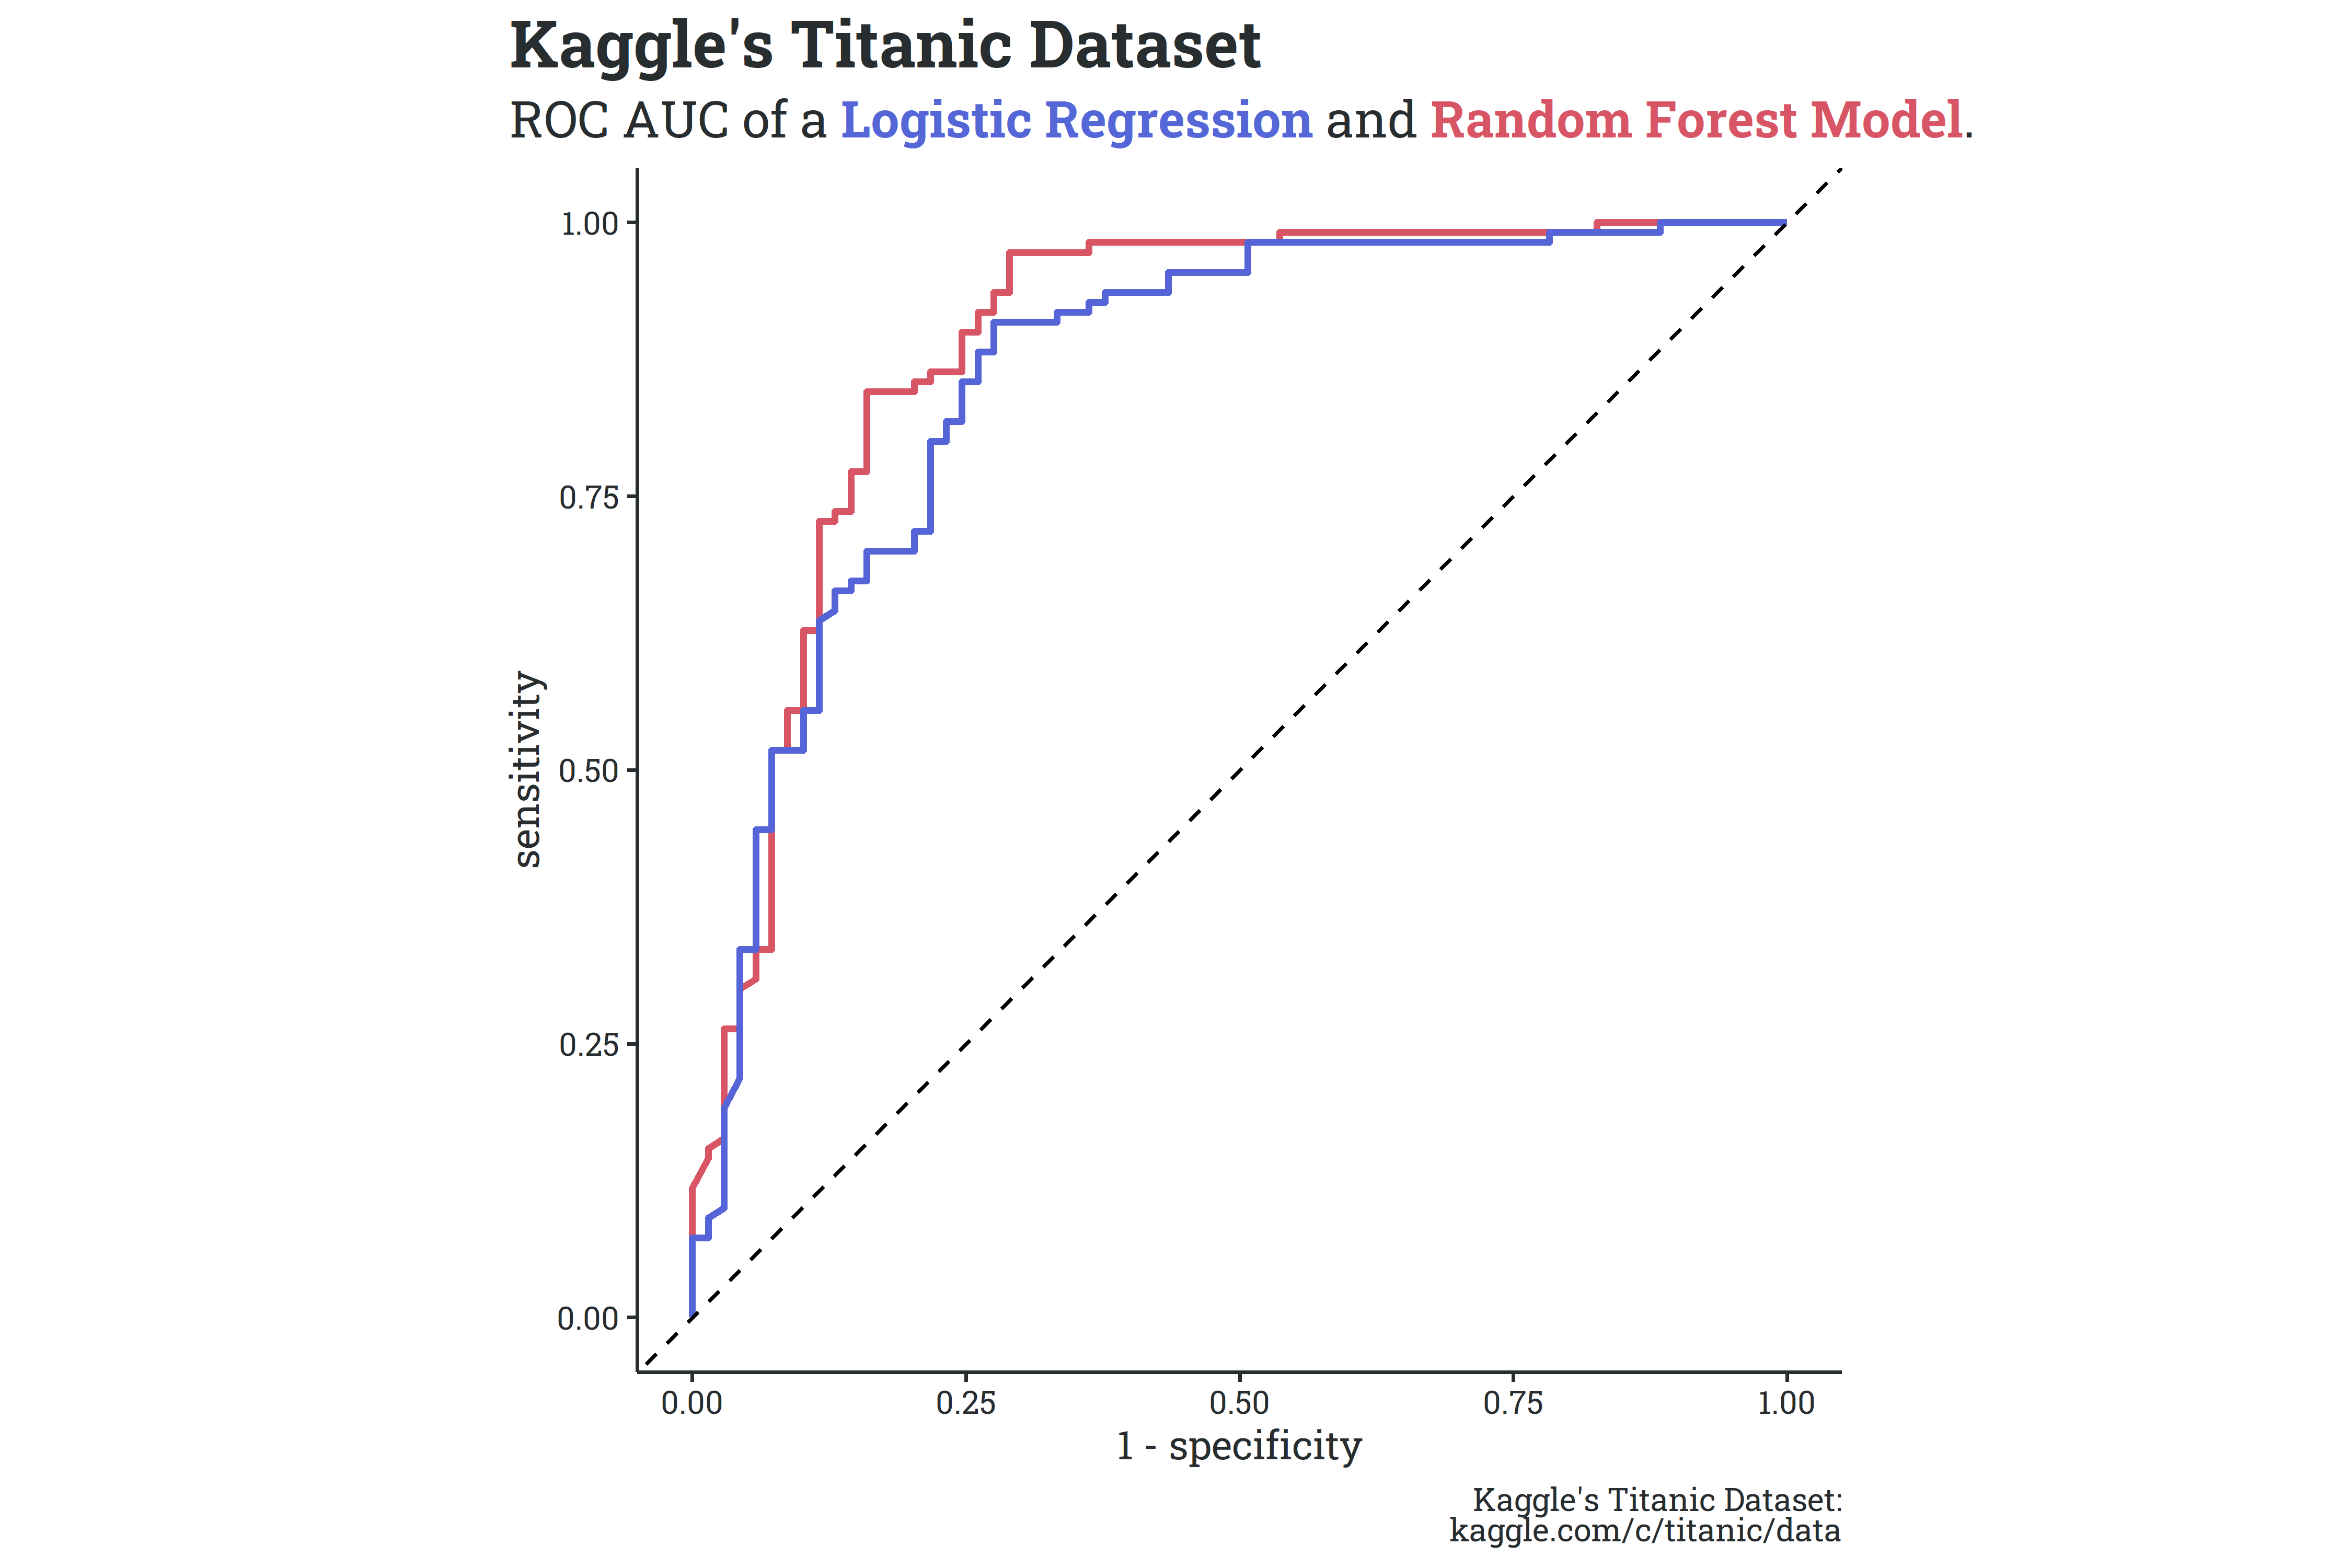 Kaggle's Titanic Dataset
ROC AUC of a Logistic Regression and Random Forest Model.
1.00
0.75
0.50
0.25
0.00
sensitivity
0.00 0.25 0.50 0.75 1.00
1 - specificity
Kaggle's Titanic Dataset:
kaggle.com/c/titanic/data